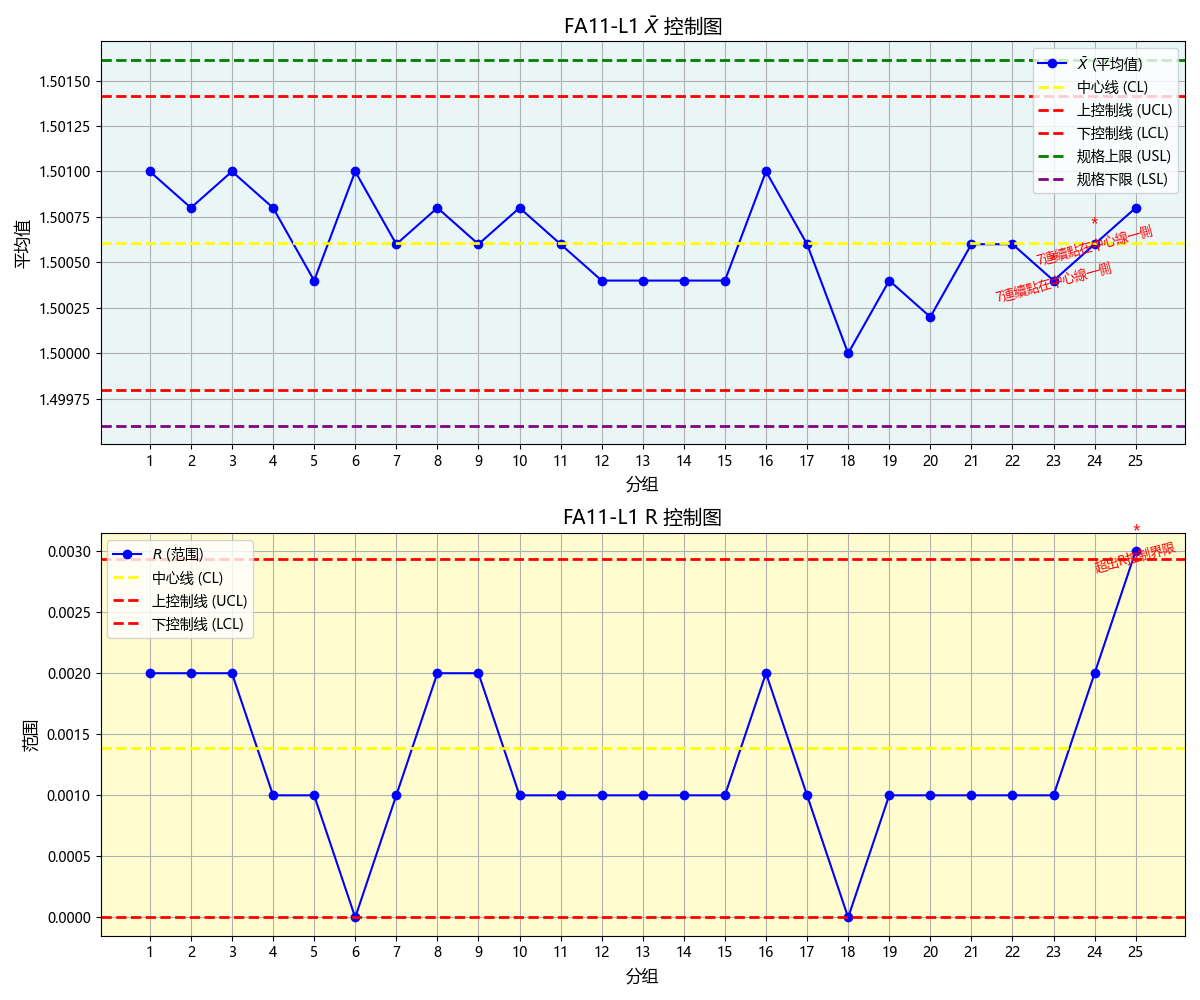 FA11-L1 X̄ 控制图
平均值
1.50150
1.50125
1.50100
1.50075
1.50050
1.50025
1.50000
1.49975
X̄ (平均值)
中心线 (CL)
上控制线 (UCL)
下控制线 (LCL)
规格上限 (USL)
规格下限 (LSL)
*
7連續點在中心線一側
*
7連續點在中心線一側
1 2 3 4 5 6 7 8 9 10 11 12 13 14 15 16 17 18 19 20 21 22 23 24 25
分组
FA11-L1 R 控制图
范围
0.0030
0.0025
0.0020
0.0015
0.0010
0.0005
0.0000
R (范围)
中心线 (CL)
上控制线 (UCL)
下控制线 (LCL)
*
超出R控制界限
1 2 3 4 5 6 7 8 9 10 11 12 13 14 15 16 17 18 19 20 21 22 23 24 25
分组